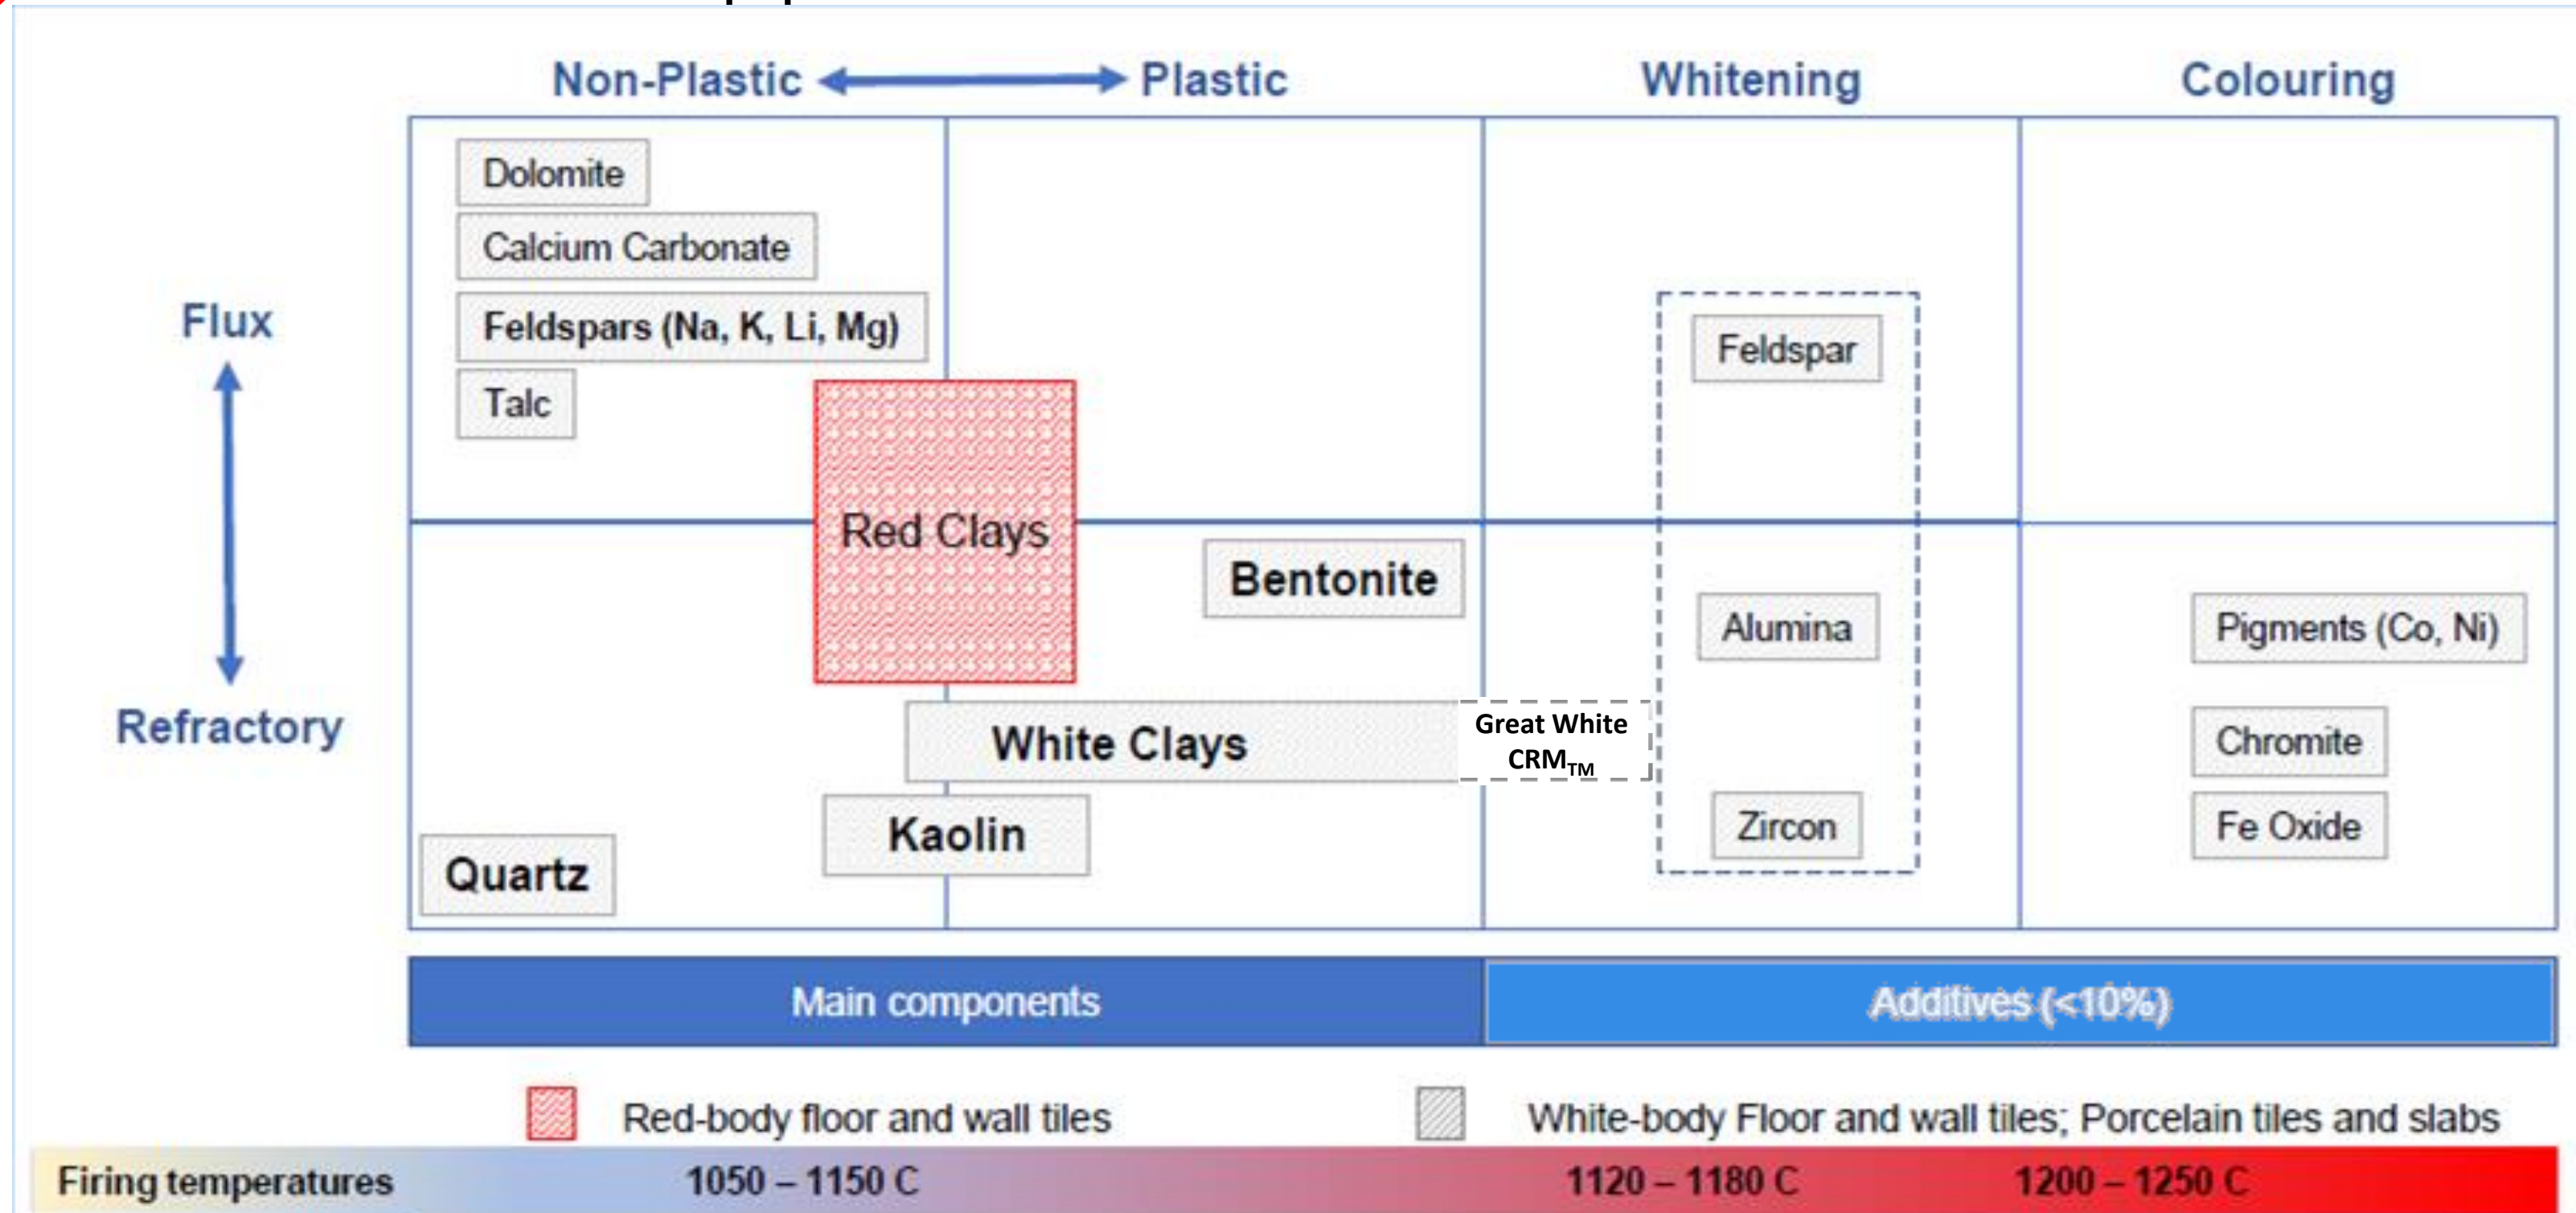 Non-Plastic Plastic Whitening Colouring
Dolomite
Calcium Carbonate
Feldspars (Na, K, Li, Mg)
Talc
Flux
Refractory
Feldspar
Red Clays
Bentonite
Alumina
Pigments (Co, Ni)
White Clays
Great White
CRMTM
Chromite
Kaolin
Zircon
Fe Oxide
Quartz
Main components
Additives (<10%)
Red-body floor and wall tiles
White-body Floor and wall tiles; Porcelain tiles and slabs
Firing temperatures 1050 – 1150 C 1120 – 1180 C 1200 – 1250 C